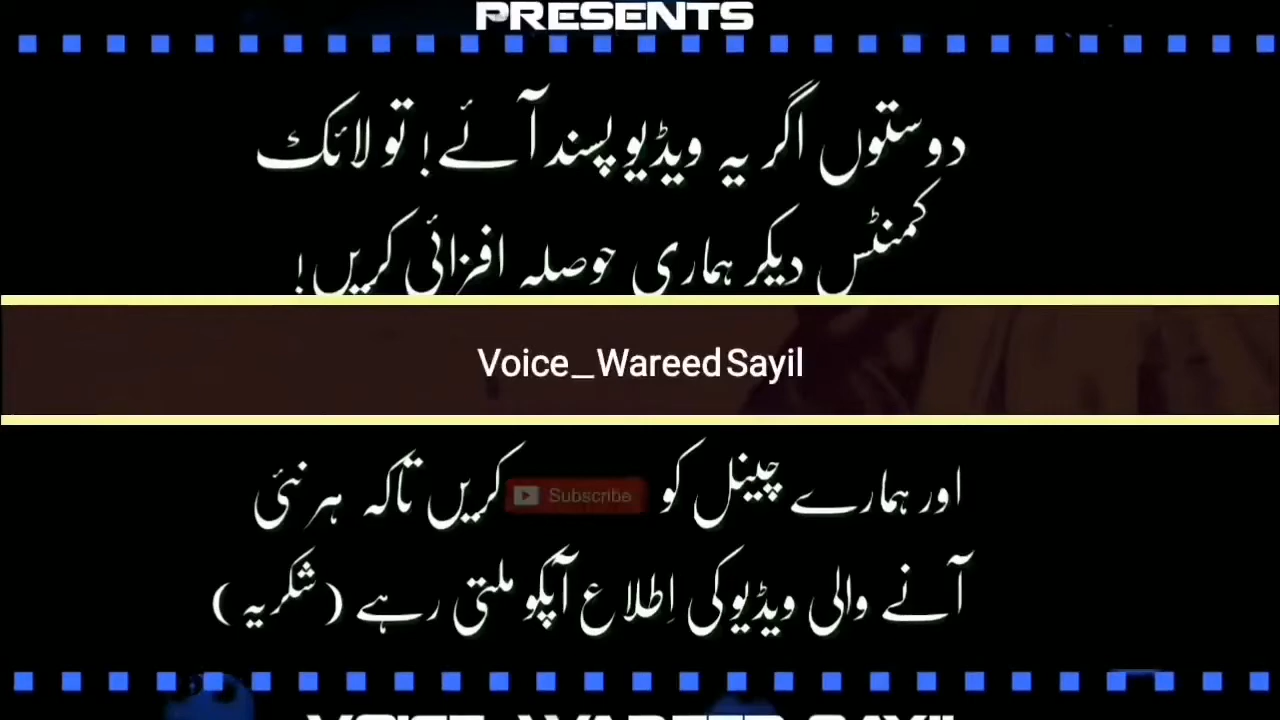 PRESENTS
دوستوں اگر یہ ویڈیو پسند آئے! تو لائک
کمنٹس دیکر ہماری حوصلہ افزائی کریں!
Voice_Wareed Sayil
اور ہمارے چینل کو Subscribe کریں تاکہ ہر نئی
آنے والی ویڈیو کی اِطلاع آپکو ملتی رہے (شکریہ)